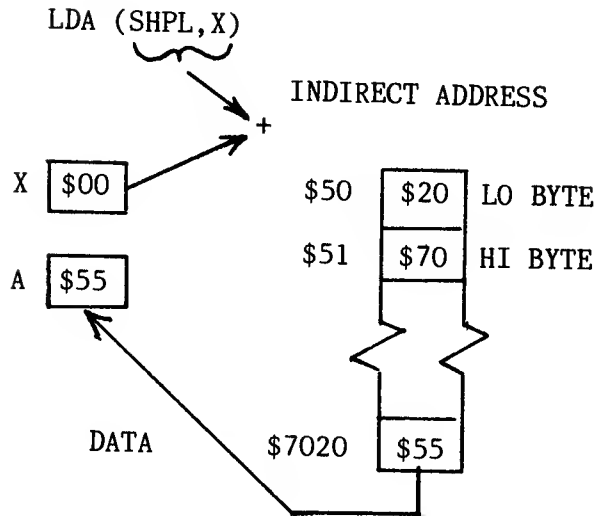 LDA (SHPL,X)
INDIRECT ADDRESS
+
X $00
$50 $20 LO BYTE
$51 $70 HI BYTE
A $55
DATA
$7020 $55